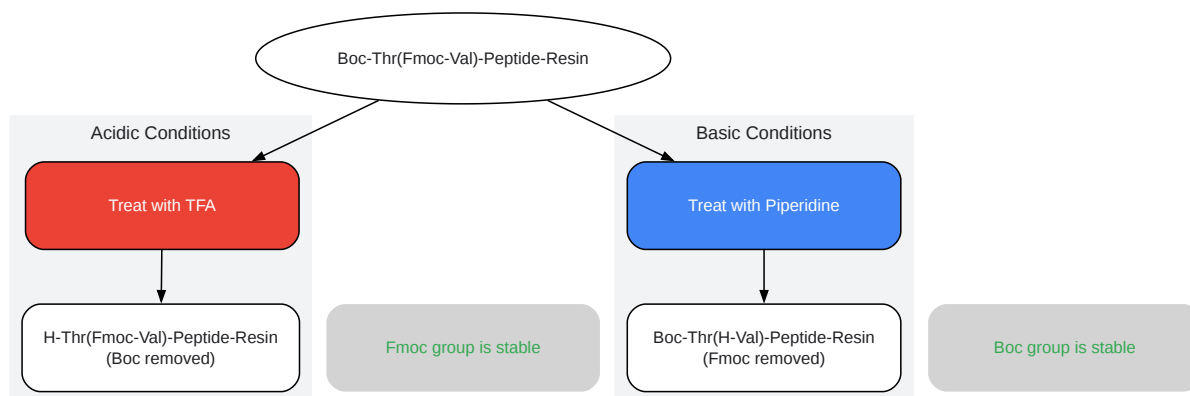 Boc-Thr(Fmoc-Val)-Peptide-Resin
Acidic Conditions
Basic Conditions
Treat with TFA
Treat with Piperidine
H-Thr(Fmoc-Val)-Peptide-Resin
(Boc removed)
Fmoc group is stable
Boc-Thr(H-Val)-Peptide-Resin
(Fmoc removed)
Boc group is stable